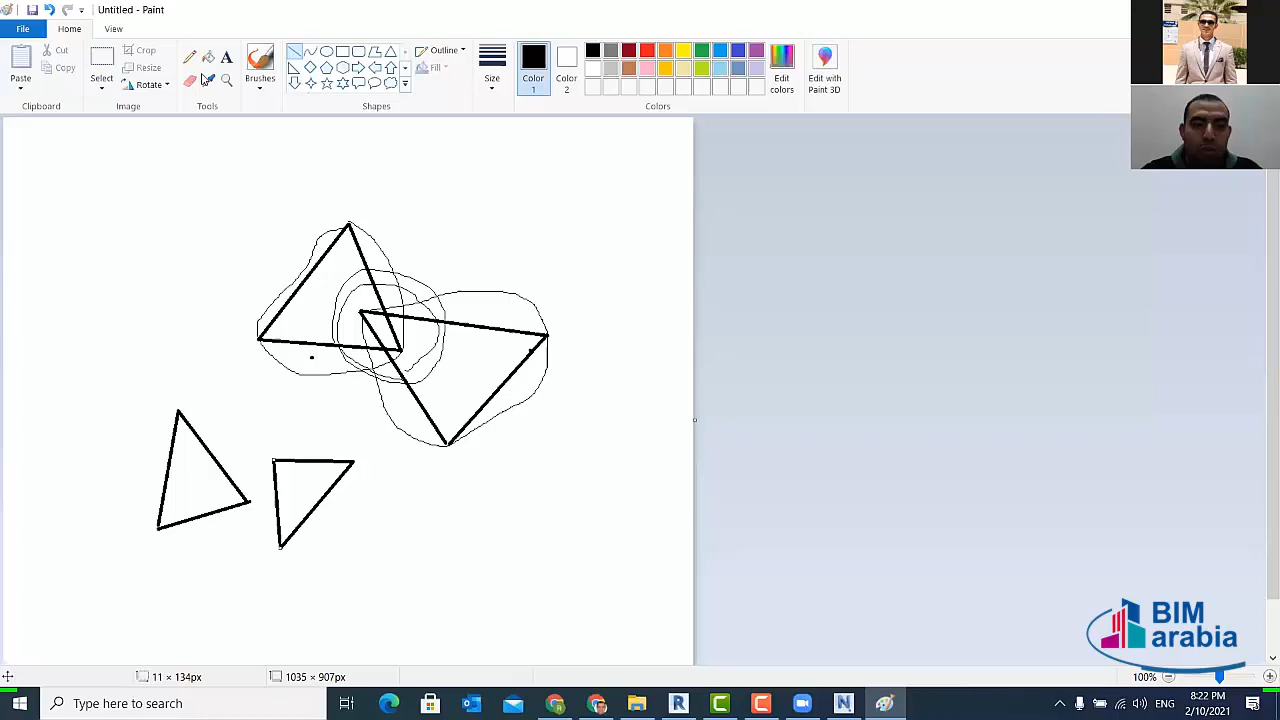 Untitled - Paint
File
Home
View
Paste
Cut
Copy
Clipboard
Select
Crop
Resize
Rotate
Image
Tools
Brushes
Outline
Fill
Shapes
Size
Color 1
Color 2
Colors
Edit colors
Edit with Paint 3D
BIM
arabia
11 × 134px
1035 × 907px
100%
Type here to search
8:22 PM
2/10/2021